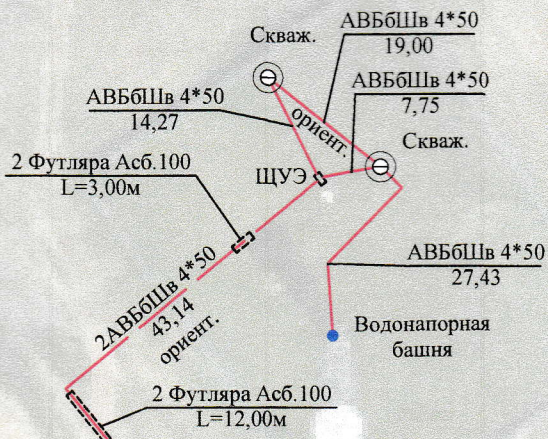 АВБбШв 4*50
19,00
Скваж.
АВБбШв 4*50
7,75
АВБбШв 4*50
14,27
ориент.
Скваж.
2 Футляра Асб.100
L=3,00м
ЩУЭ
АВБбШв 4*50
27,43
2АВБбШв 4*50
43,14
ориент.
Водонапорная
башня
2 Футляра Асб.100
L=12,00м